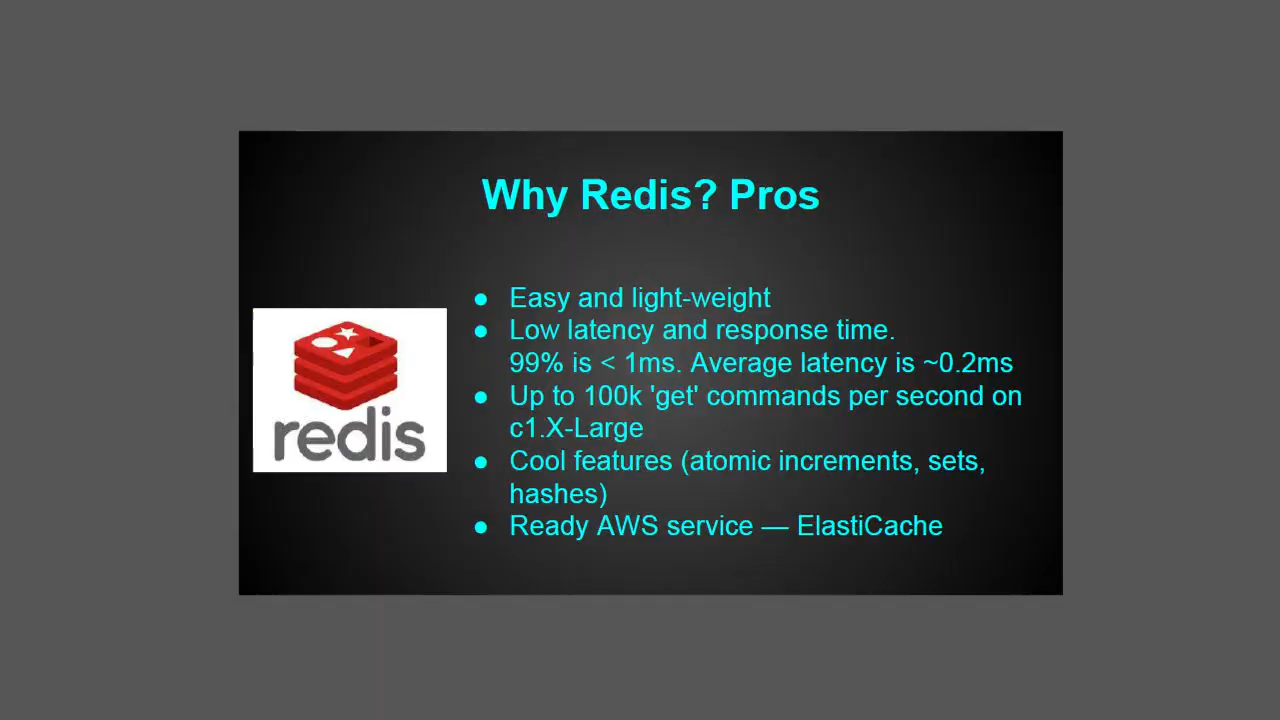 Why Redis? Pros
redis
● Easy and light-weight
● Low latency and response time.
99% is < 1ms. Average latency is ~0.2ms
● Up to 100k 'get' commands per second on
c1.X-Large
● Cool features (atomic increments, sets,
hashes)
● Ready AWS service — ElastiCache